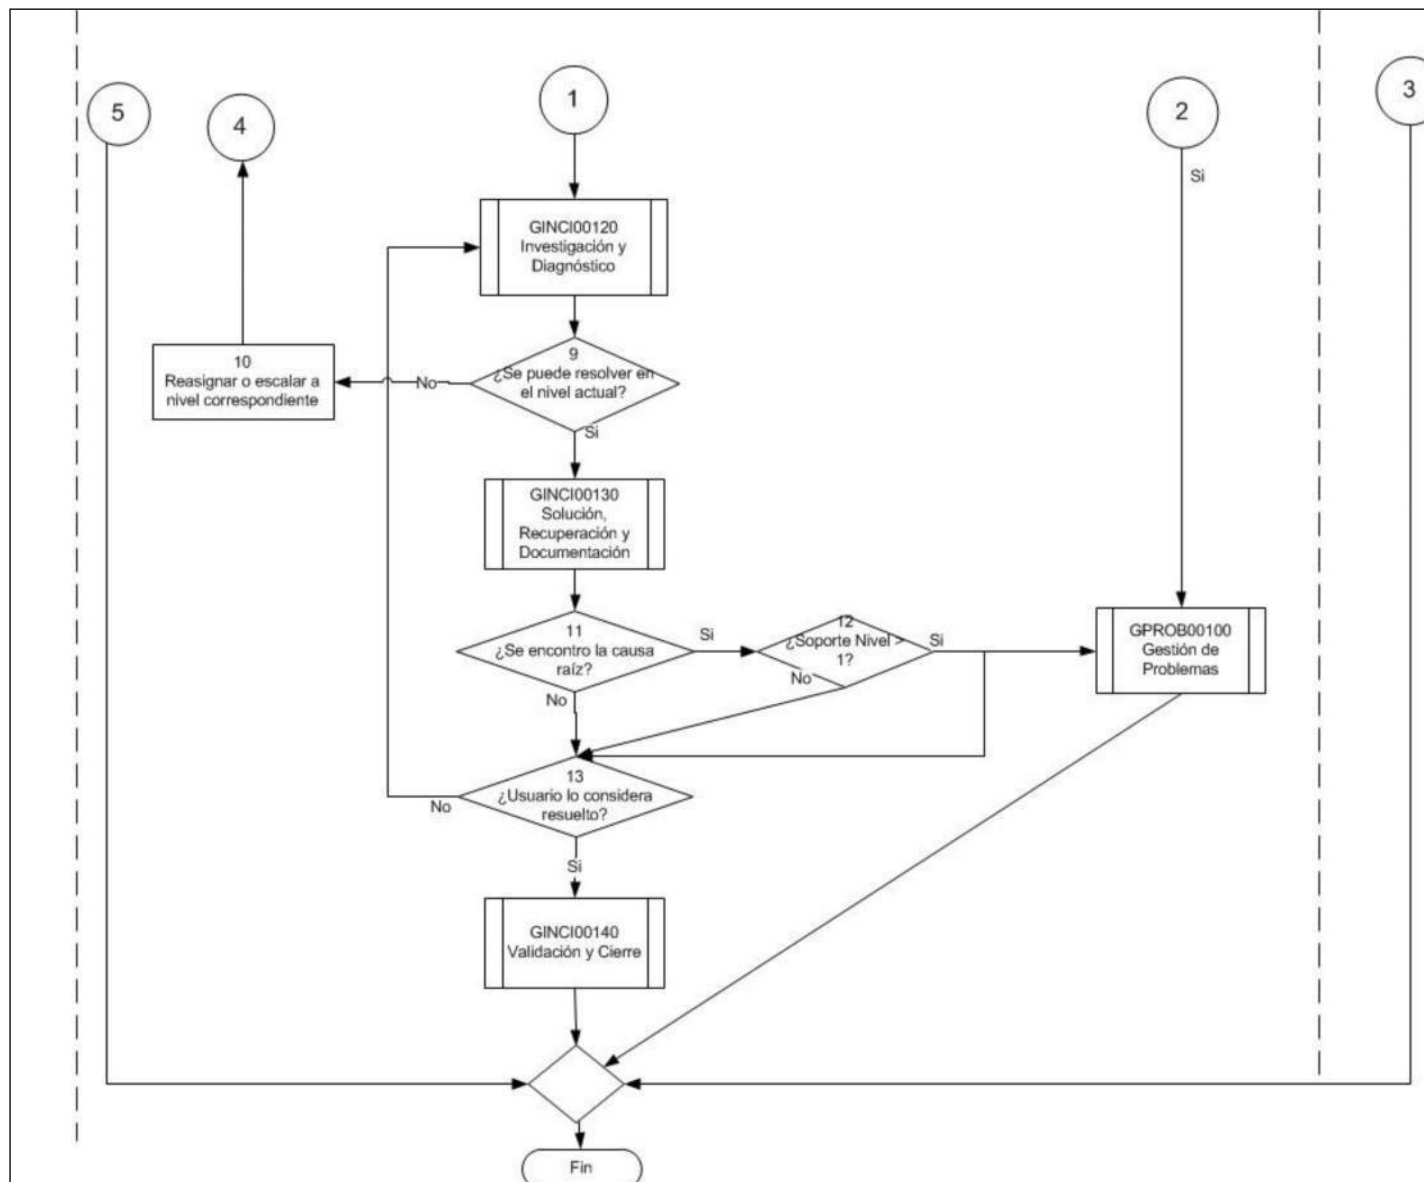 5
4
1
2
3
Si
GINCI00120
Investigación y
Diagnóstico
10
Reasignar o escalar a
nivel correspondiente
No
9
¿Se puede resolver en
el nivel actual?
Si
GINCI00130
Solución,
Recuperación y
Documentación
11
¿Se encontro la causa
raíz?
Si
No
12
¿Soporte Nivel >
1?
No
Si
GPROB00100
Gestión de
Problemas
13
¿Usuario lo considera
resuelto?
No
Si
GINCI00140
Validación y Cierre
Fin